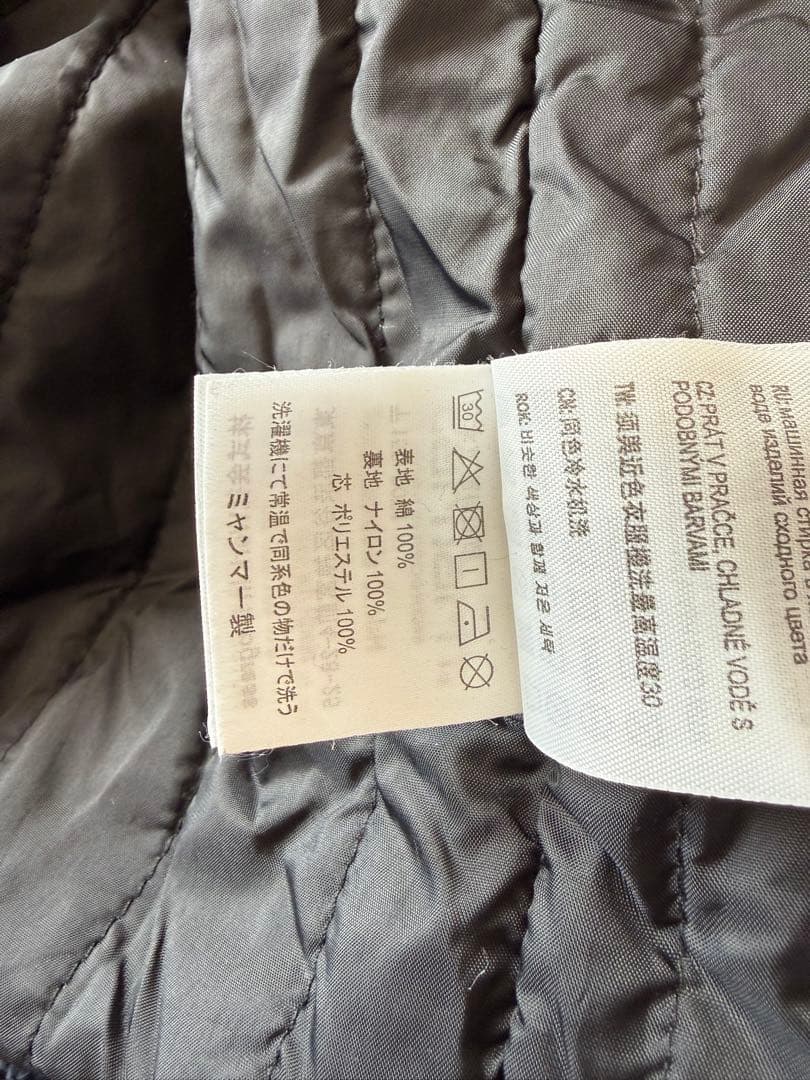 30
表地 綿 100%
裏地 ナイロン 100%
芯 ポリエステル 100%
洗濯機にて常温で同系色の物だけで洗う
ミャンマー製
RU: машинная
воде изделий сходного цвета
CZ:PRÁT V PRAČCE, CHLADNÉ VODĚ S
PODOBNÝMI BARVAMI
TW: 须與近色衣服機洗最高溫度30
CN: 同色冷水机洗
ROK: 비슷한 색상과 함께 기온 세탁